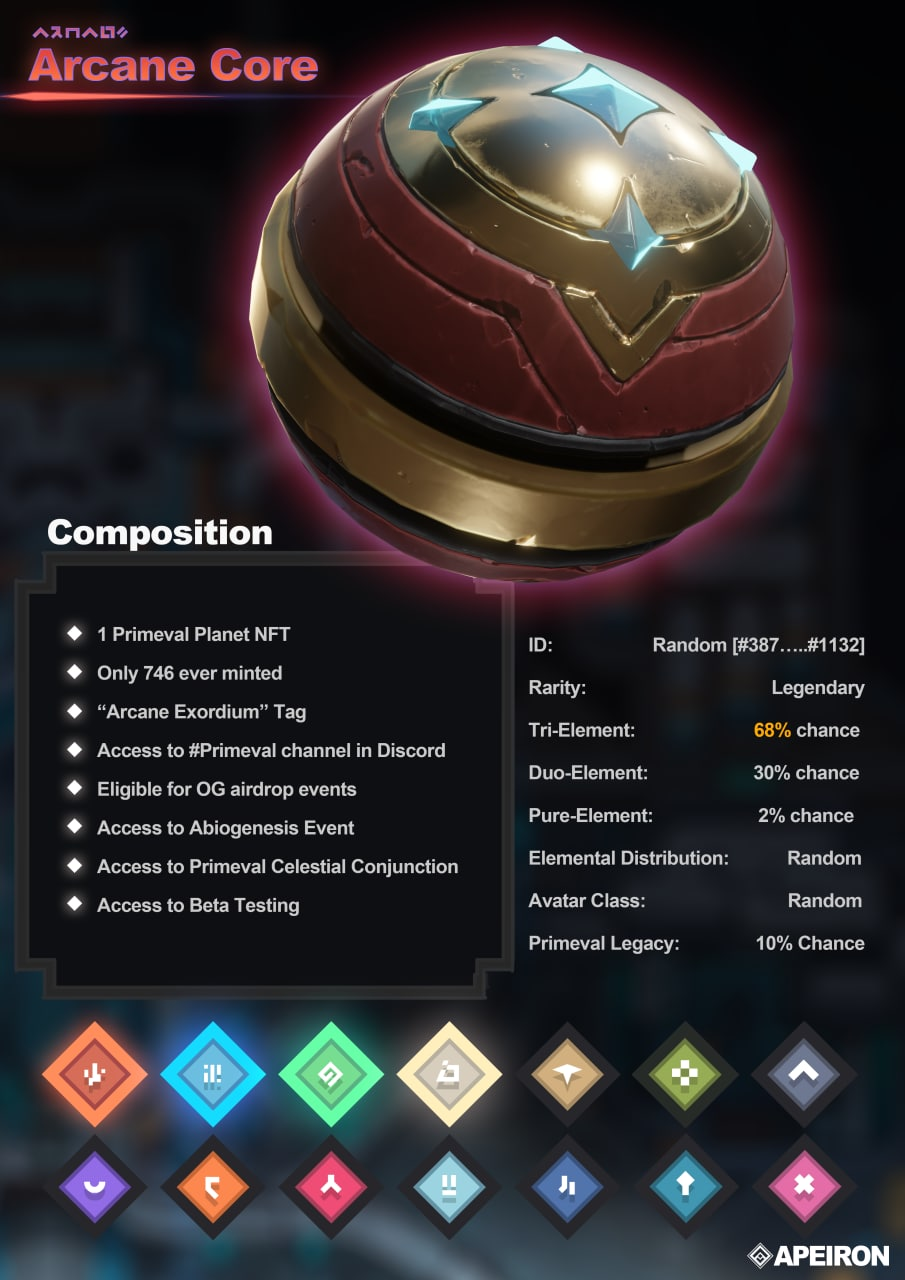 Arcane Core
Composition
1 Primeval Planet NFT
Only 746 ever minted
“Arcane Exordium” Tag
Access to #Primeval channel in Discord
Eligible for OG airdrop events
Access to Abiogenesis Event
Access to Primeval Celestial Conjunction
Access to Beta Testing
ID: Random [#387…..#1132]
Rarity: Legendary
Tri-Element: 68% chance
Duo-Element: 30% chance
Pure-Element: 2% chance
Elemental Distribution: Random
Avatar Class: Random
Primeval Legacy: 10% Chance
APEIRON